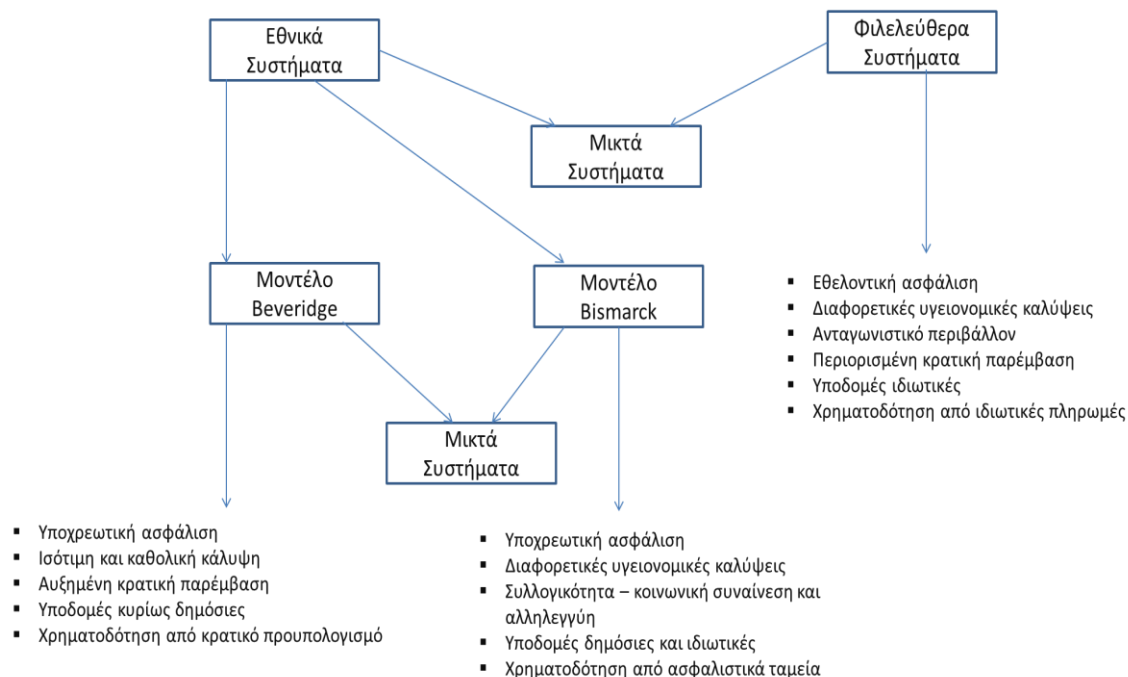 Εθνικά
Συστήματα
Φιλελεύθερα
Συστήματα
Μικτά
Συστήματα
Μοντέλο
Beveridge
Μοντέλο
Bismarck
▪ Εθελοντική ασφάλιση
▪ Διαφορετικές υγειονομικές καλύψεις
▪ Ανταγωνιστικό περιβάλλον
▪ Περιορισμένη κρατική παρέμβαση
▪ Υποδομές ιδιωτικές
▪ Χρηματοδότηση από ιδιωτικές πληρωμές
Μικτά
Συστήματα
▪ Υποχρεωτική ασφάλιση
▪ Ισότιμη και καθολική κάλυψη
▪ Αυξημένη κρατική παρέμβαση
▪ Υποδομές κυρίως δημόσιες
▪ Χρηματοδότηση από κρατικό προυπολογισμό
▪ Υποχρεωτική ασφάλιση
▪ Διαφορετικές υγειονομικές καλύψεις
▪ Συλλογικότητα – κοινωνική συναίνεση και
αλληλεγγύη
▪ Υποδομές δημόσιες και ιδιωτικές
▪ Χρηματοδότηση από ασφαλιστικά ταμεία